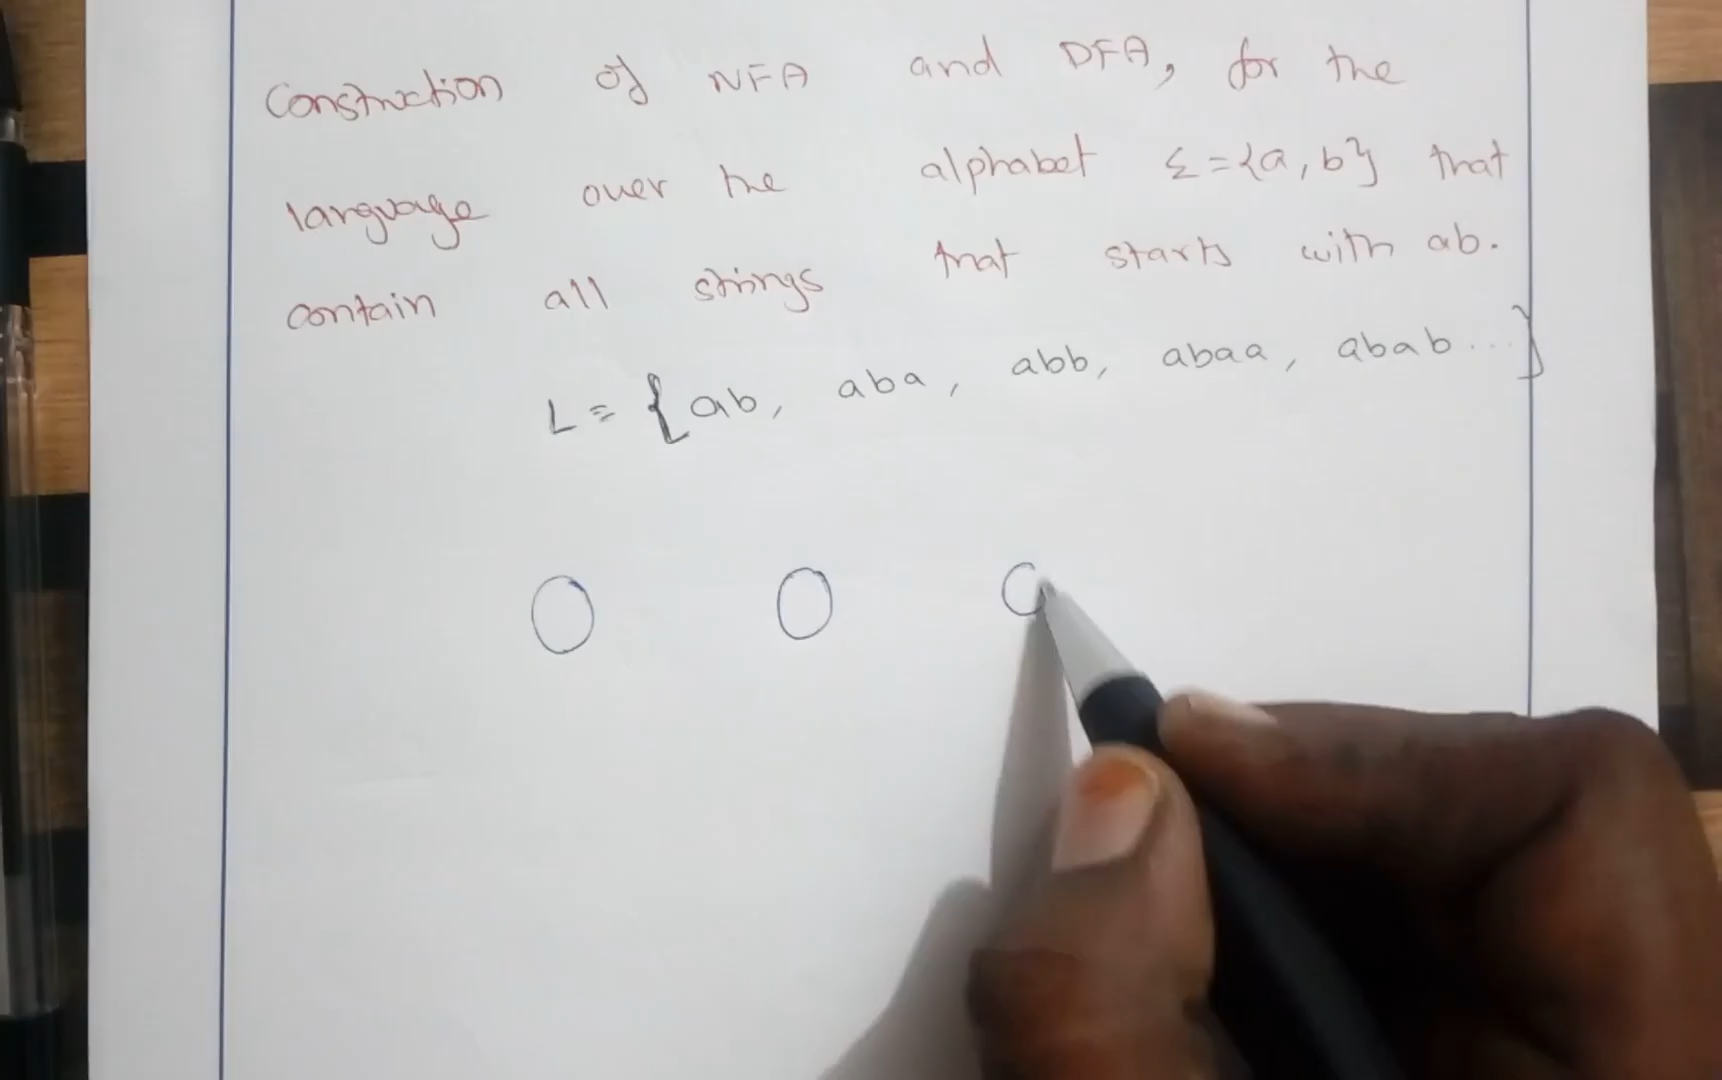 Construction of NFA and DFA, for the
language over the alphabet Σ={a,b} that
contain all strings that starts with ab.
L = {ab, aba, abb, abaa, abab...}